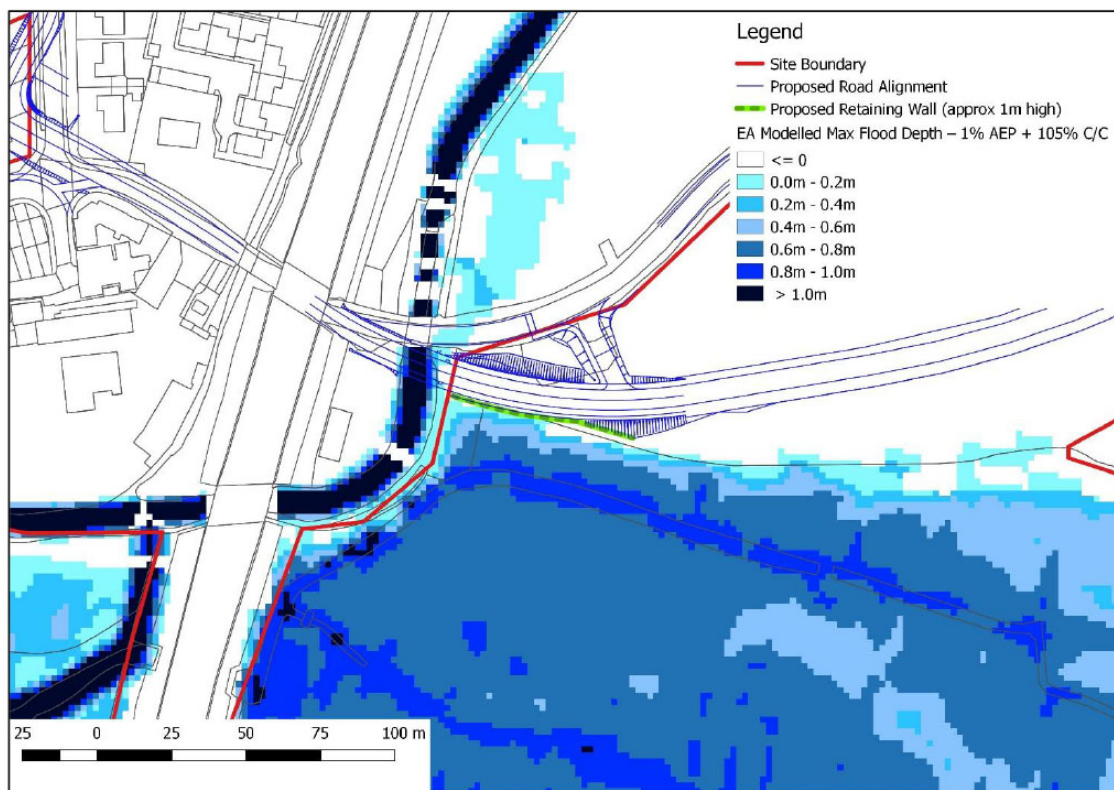 Legend
Site Boundary
Proposed Road Alignment
Proposed Retaining Wall (approx 1m high)
EA Modelled Max Flood Depth – 1% AEP + 105% C/C
<= 0
0.0m - 0.2m
0.2m - 0.4m
0.4m - 0.6m
0.6m - 0.8m
0.8m - 1.0m
> 1.0m
25 0 25 50 75 100 m